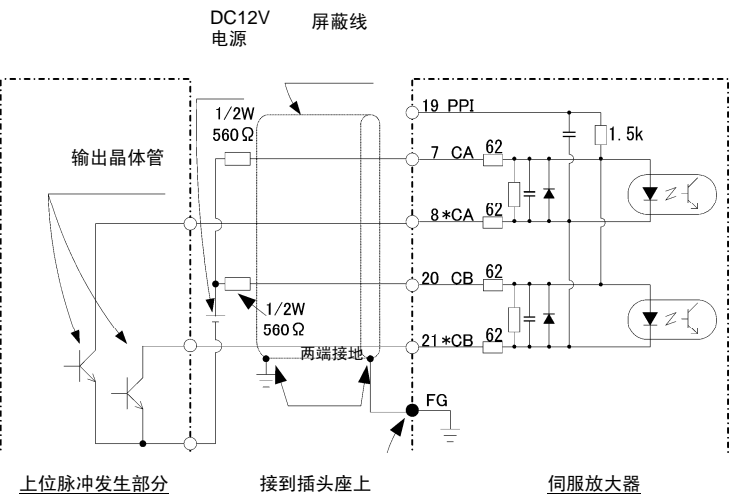 DC12V
电源
屏蔽线
1/2W
560Ω
19 PPI
1.5k
输出晶体管
7 CA 62
8 *CA 62
20 CB 62
1/2W
560Ω
21 *CB 62
两端接地
FG
上位脉冲发生部分
接到插头座上
伺服放大器